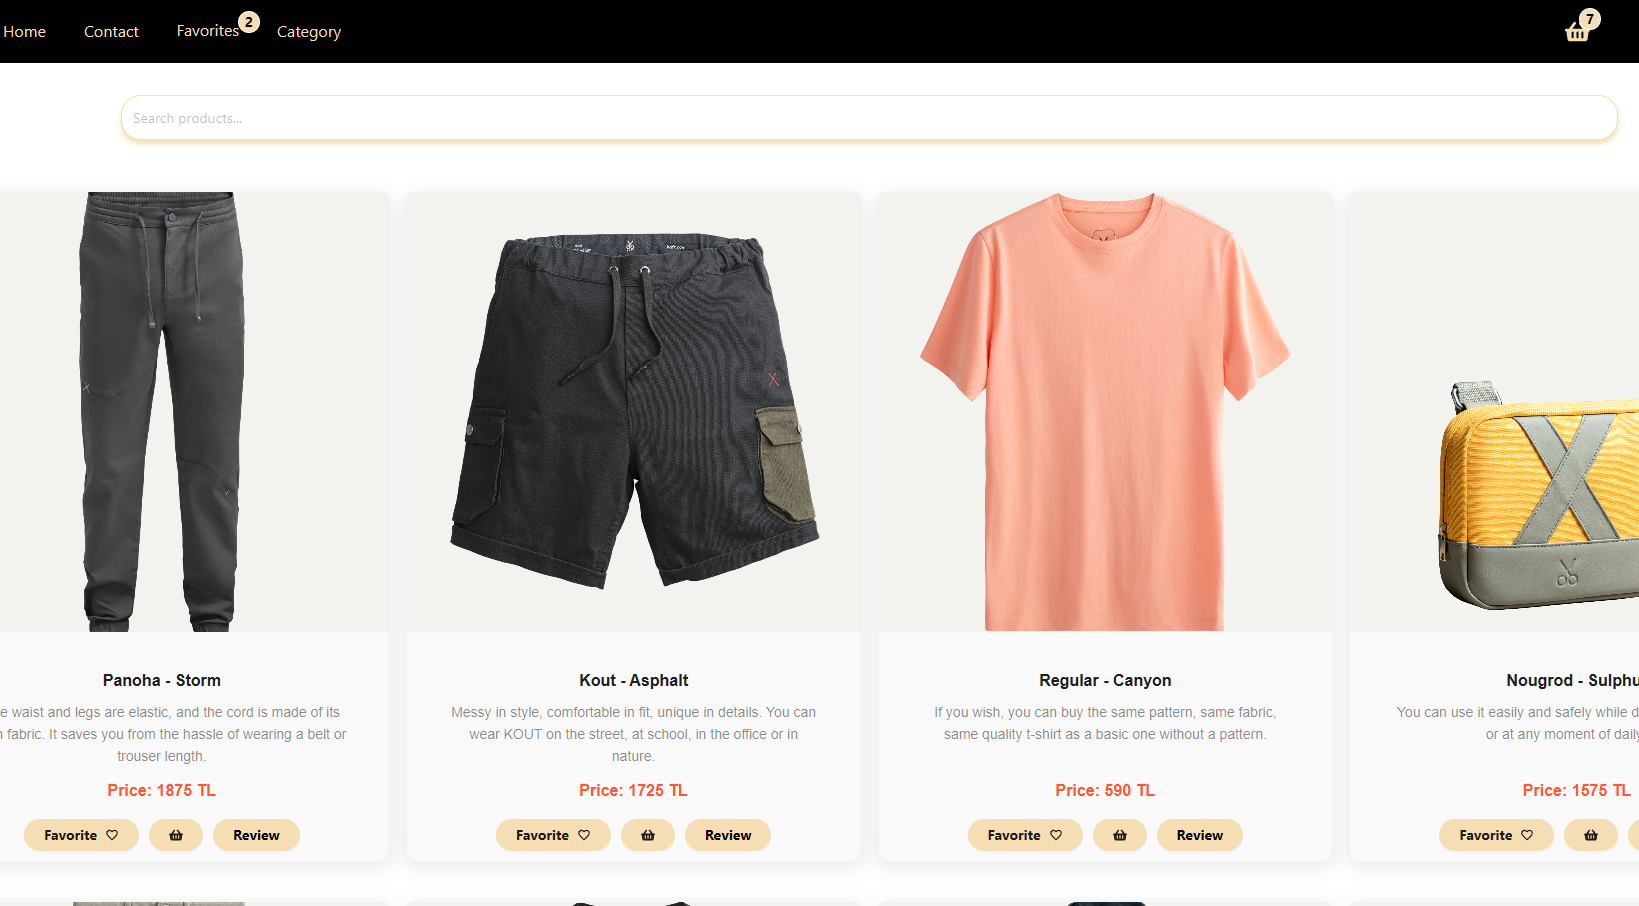 Home Contact Favorites 2 Category 7
Search products...
Panoha - Storm
waist and legs are elastic, and the cord is made of its
fabric. It saves you from the hassle of wearing a belt or
trouser length.
Price: 1875 TL
Favorite Review
Kout - Asphalt
Messy in style, comfortable in fit, unique in details. You can
wear KOUT on the street, at school, in the office or in
nature.
Price: 1725 TL
Favorite Review
Regular - Canyon
If you wish, you can buy the same pattern, same fabric,
same quality t-shirt as a basic one without a pattern.
Price: 590 TL
Favorite Review
Nougrod - Sulphu
You can use it easily and safely while d
or at any moment of daily
Price: 1575 TL
Favorite